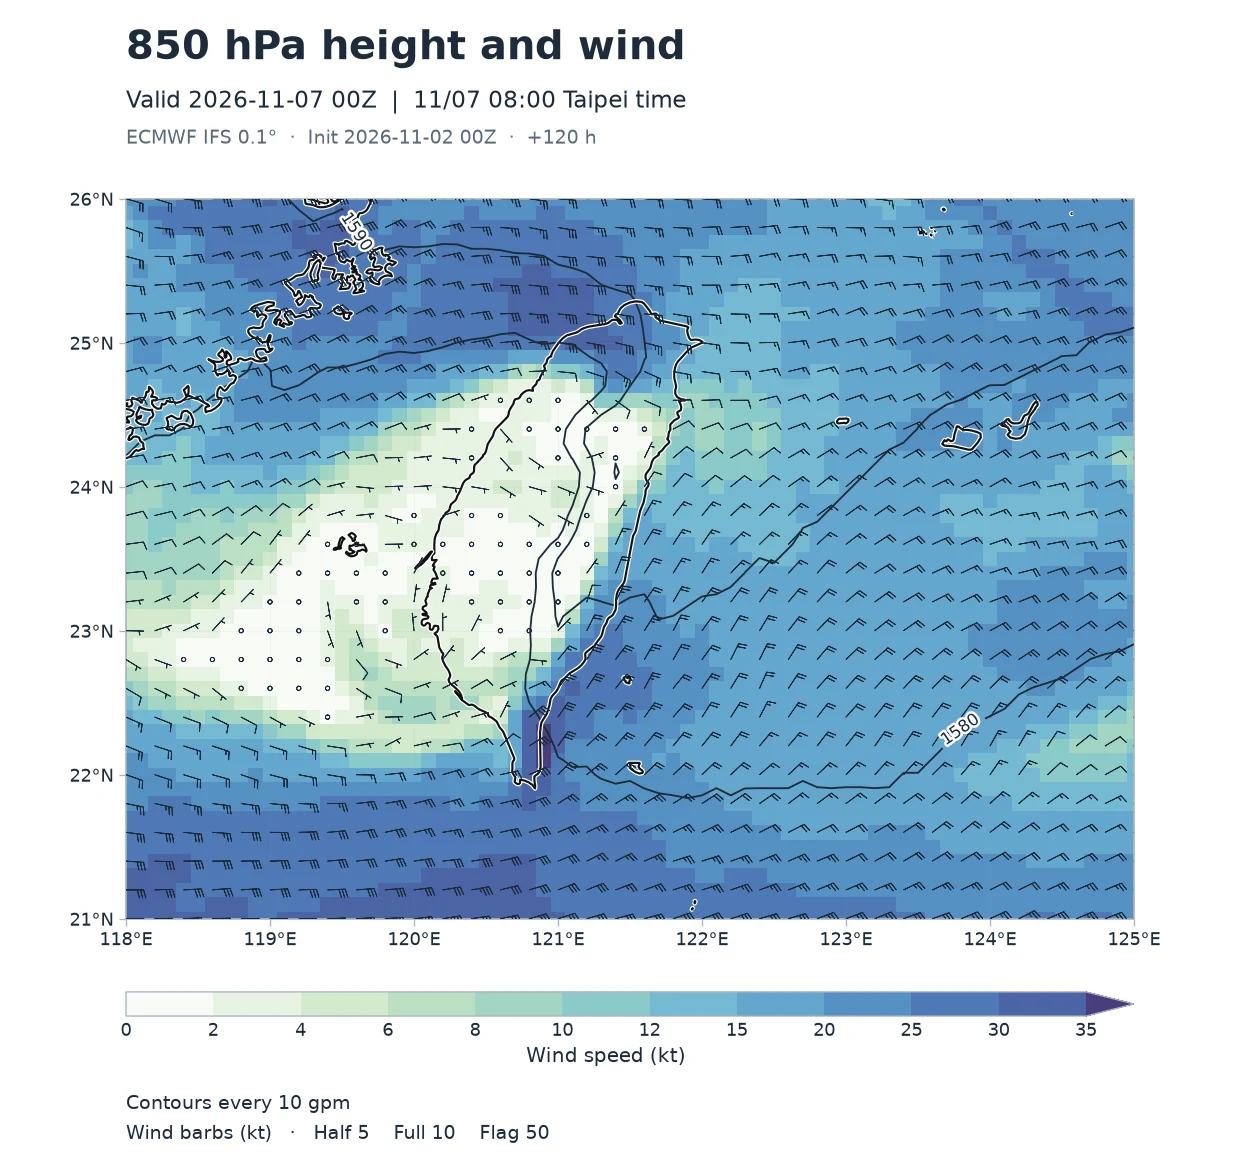 850 hPa height and wind
Valid 2026-11-07 00Z | 11/07 08:00 Taipei time
ECMWF IFS 0.1° · Init 2026-11-02 00Z · +120 h
26°N
1590
25°N
24°N
23°N
1580
22°N
21°N
118°E 119°E 120°E 121°E 122°E 123°E 124°E 125°E
0 2 4 6 8 10 12 15 20 25 30 35
Wind speed (kt)
Contours every 10 gpm
Wind barbs (kt) · Half 5 Full 10 Flag 50